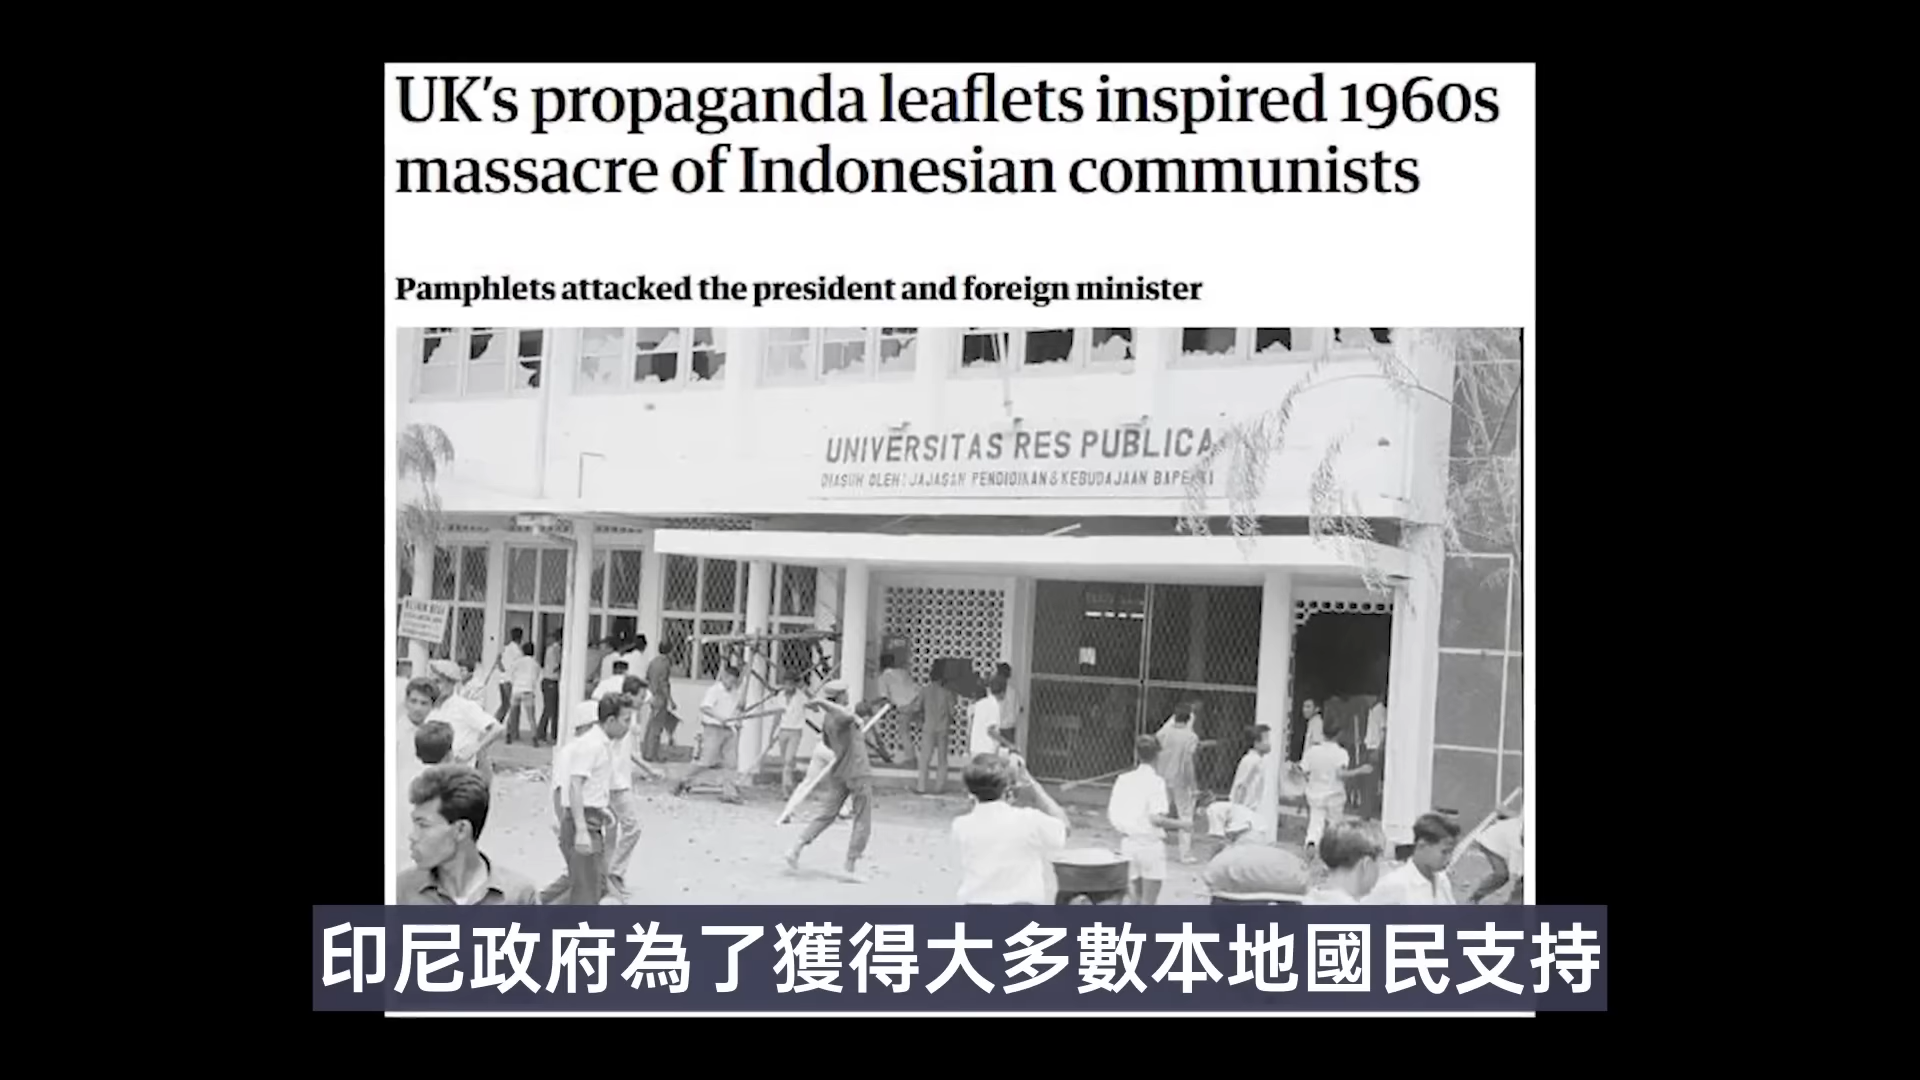 UK's propaganda leaflets inspired 1960s
massacre of Indonesian communists
Pamphlets attacked the president and foreign minister
UNIVERSITAS RES PUBLICA
DIASUH OLEH: JAJASAN PENDIDIKAN & KEBUDAJAAN
印尼政府為了獲得大多數本地國民支持